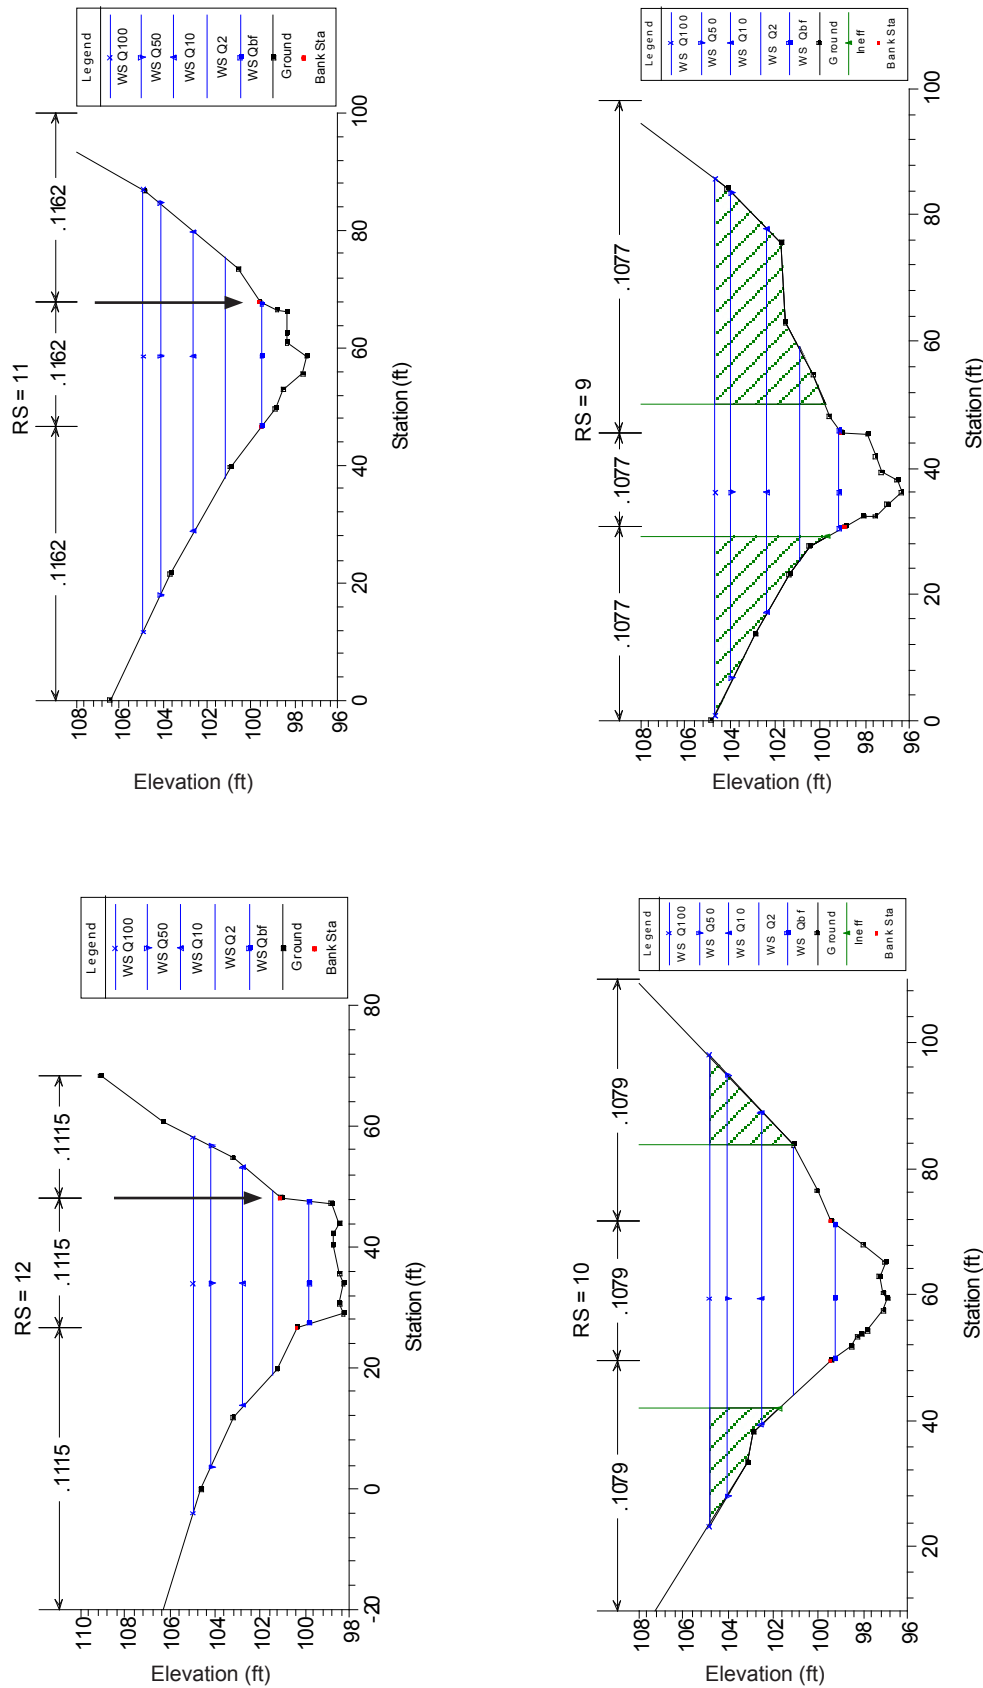 RS = 12
.1115
.1115
.1115
Elevation (ft)
110
108
106
104
102
100
98
-20
0
20
40
60
80
Station (ft)
Legend
WS Q100
WS Q50
WS Q10
WS Q2
WS Qbf
Ground
Bank Sta
RS = 11
.1162
.1162
.1162
Elevation (ft)
108
106
104
102
100
98
96
0
20
40
60
80
100
Station (ft)
Legend
WS Q100
WS Q50
WS Q10
WS Q2
WS Qbf
Ground
Bank Sta
RS = 10
.1079
.1079
.1079
Elevation (ft)
108
106
104
102
100
98
96
20
40
60
80
100
Station (ft)
Legend
WS Q100
WS Q50
WS Q10
WS Q2
WS Qbf
Ground
Ineff
Bank Sta
RS = 9
.1077
.1077
.1077
Elevation (ft)
108
106
104
102
100
98
96
0
20
40
60
80
100
Station (ft)
Legend
WS Q100
WS Q50
WS Q10
WS Q2
WS Qbf
Ground
Ineff
Bank Sta